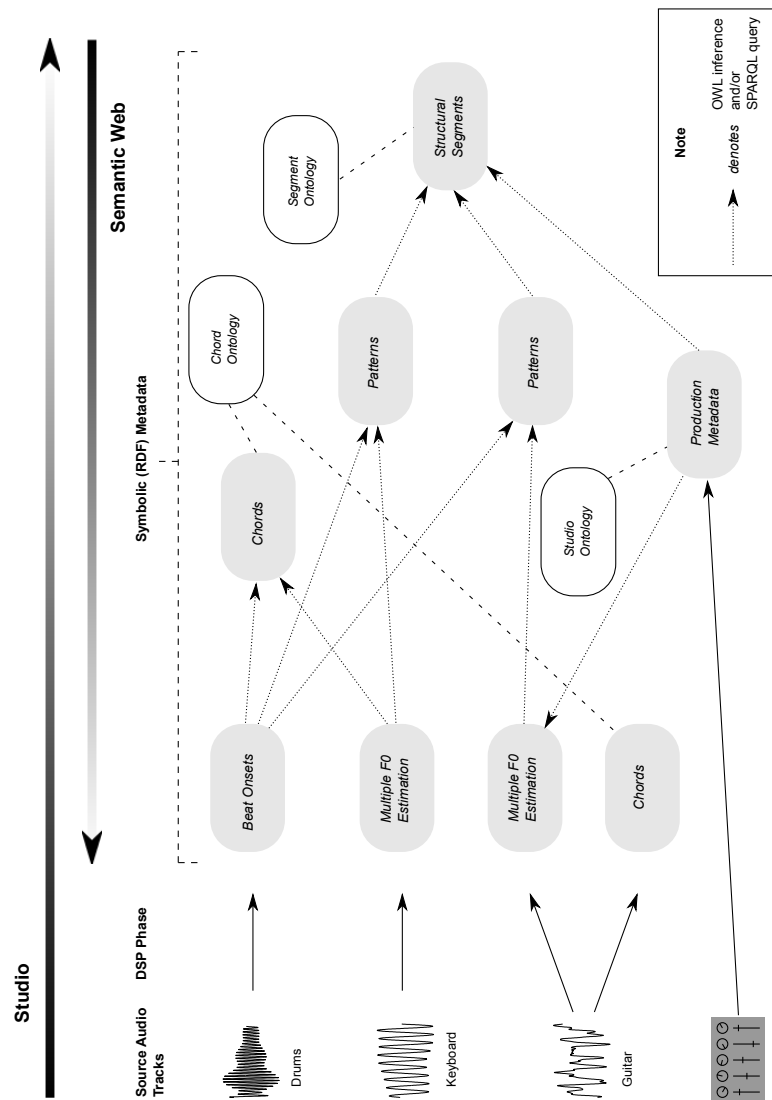 Studio
Semantic Web
Source Audio
Tracks
DSP Phase
Symbolic (RDF) Metadata
Drums
Beat Onsets
Chords
Chord
Ontology
Segment
Ontology
Keyboard
Multiple F0
Estimation
Patterns
Structural
Segments
Guitar
Multiple F0
Estimation
Patterns
Chords
Studio
Ontology
Production
Metadata
Note
denotes
OWL inference
and/or
SPARQL query